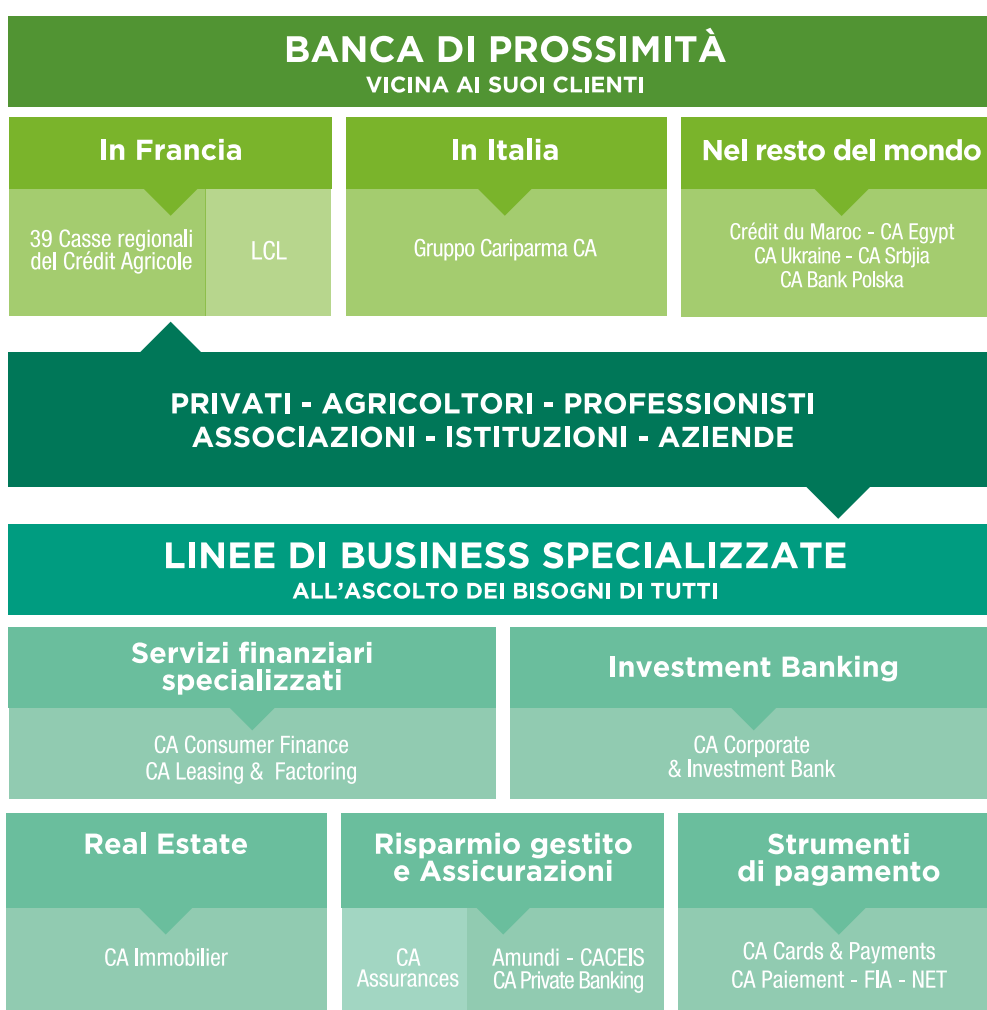 BANCA DI PROSSIMITÀ
VICINA AI SUOI CLIENTI
In Francia
39 Casse regionali
del Crédit Agricole
LCL
In Italia
Gruppo Cariparma CA
Nel resto del mondo
Crédit du Maroc - CA Egypt
CA Ukraine - CA Srbjia
CA Bank Polska
PRIVATI - AGRICOLTORI - PROFESSIONISTI
ASSOCIAZIONI - ISTITUZIONI - AZIENDE
LINEE DI BUSINESS SPECIALIZZATE
ALL'ASCOLTO DEI BISOGNI DI TUTTI
Servizi finanziari
specializzati
CA Consumer Finance
CA Leasing & Factoring
Investment Banking
CA Corporate
& Investment Bank
Real Estate
CA Immobilier
Risparmio gestito
e Assicurazioni
CA
Assurances
Amundi - CACEIS
CA Private Banking
Strumenti
di pagamento
CA Cards & Payments
CA Paiement - FIA - NET